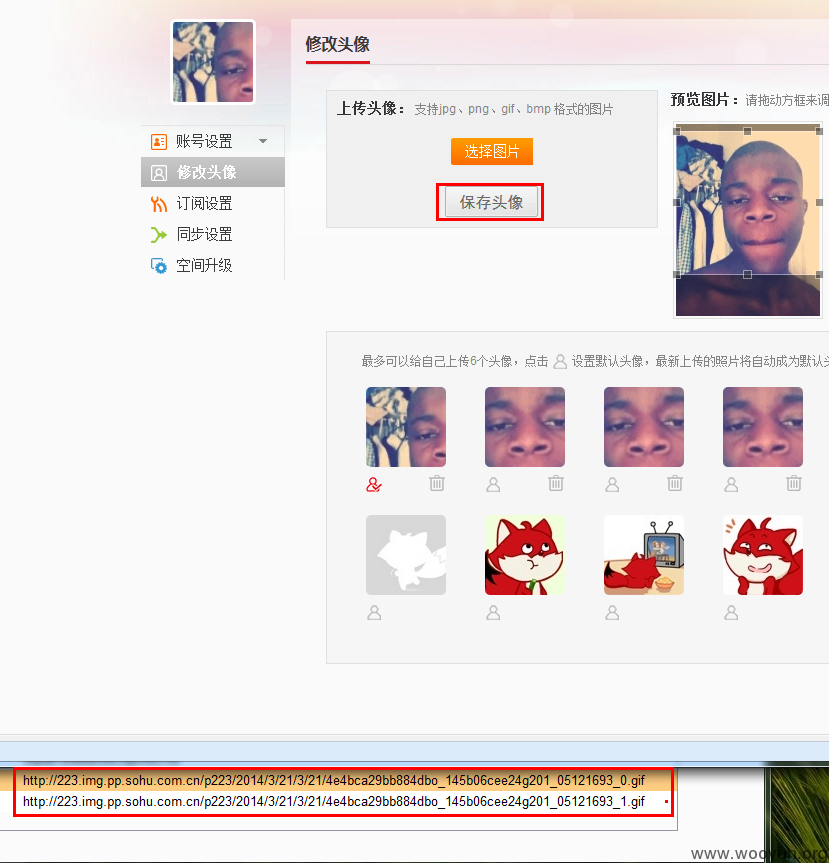 修改头像
上传头像： 支持jpg、png、gif、bmp 格式的图片
选择图片
保存头像
预览图片：请拖动方框来调
账号设置
修改头像
订阅设置
同步设置
空间升级
最多可以给自己上传6个头像，点击 设置默认头像，最新上传的照片将自动成为默认头
http://223.img.pp.sohu.com.cn/p223/2014/3/21/3/21/4e4bca29bb884dbo_145b06cee24g201_05121693_0.gif
http://223.img.pp.sohu.com.cn/p223/2014/3/21/3/21/4e4bca29bb884dbo_145b06cee24g201_05121693_1.gif
www.wooyun.org